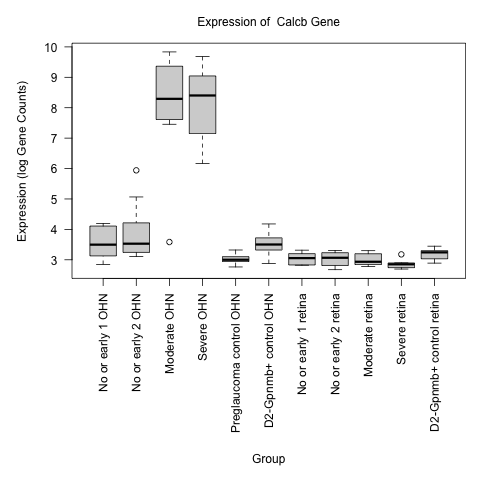 Expression of  Calcb Gene
Expression (log Gene Counts)
10
9
8
7
6
5
4
3
No or early 1 OHN
No or early 2 OHN
Moderate OHN
Severe OHN
Preglaucoma control OHN
D2-Gpnmb+ control OHN
No or early 1 retina
No or early 2 retina
Moderate retina
Severe retina
D2-Gpnmb+ control retina
Group